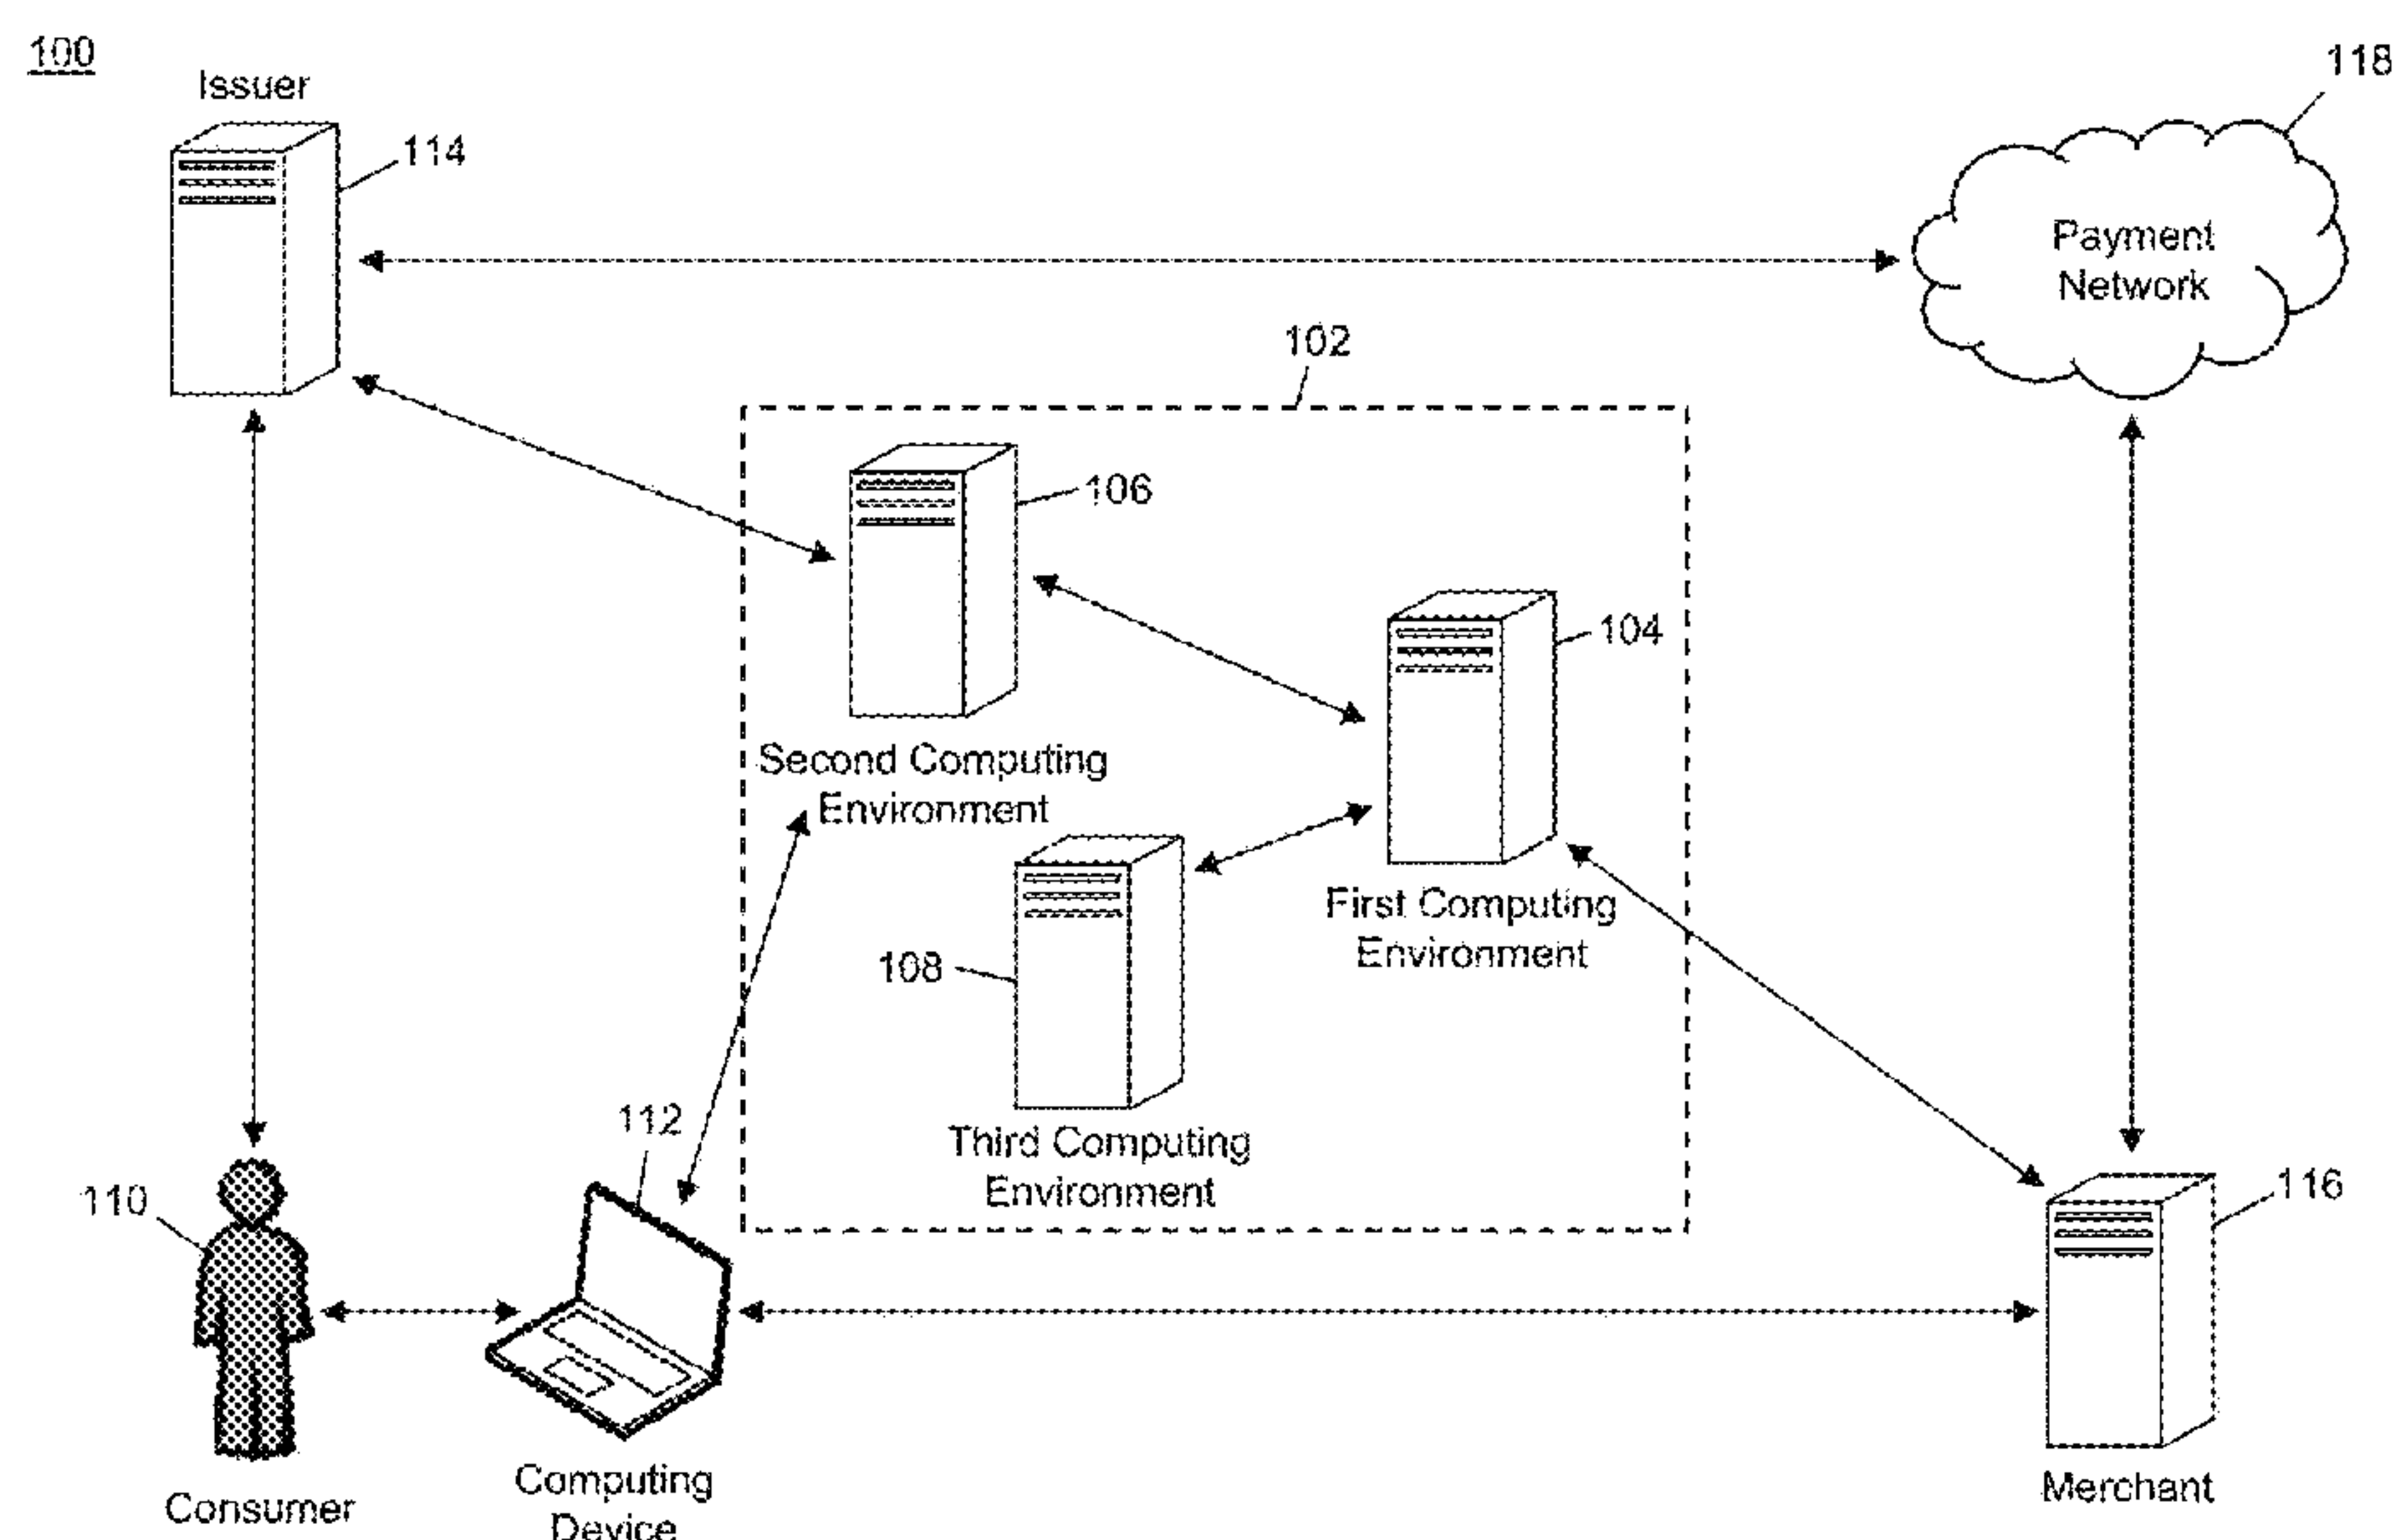 100
Issuer
114
118
Payment
Network
102
106
104
Second Computing
Environment
First Computing
Environment
108
112
Third Computing
Environment
110
116
Computing
Device
Consumer
Merchant